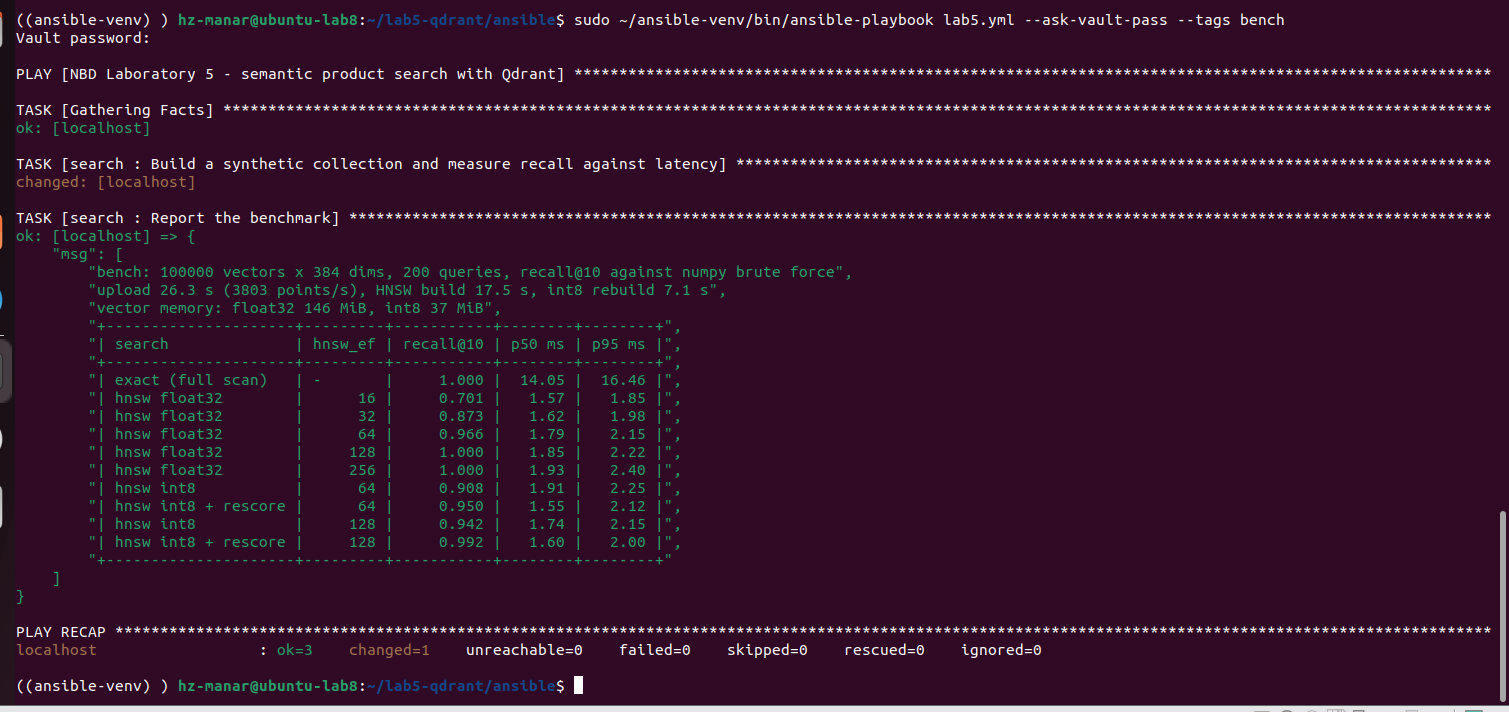 ((ansible-venv) ) hz-manar@ubuntu-lab8:~/lab5-qdrant/ansible$ sudo ~/ansible-venv/bin/ansible-playbook lab5.yml --ask-vault-pass --tags bench
Vault password:

PLAY [NBD Laboratory 5 - semantic product search with Qdrant] ******************************************************************************************************

TASK [Gathering Facts] *********************************************************************************************************************************************
ok: [localhost]

TASK [search : Build a synthetic collection and measure recall against latency] ************************************************************************************
changed: [localhost]

TASK [search : Report the benchmark] *******************************************************************************************************************************
ok: [localhost] => {
    "msg": [
        "bench: 100000 vectors x 384 dims, 200 queries, recall@10 against numpy brute force",
        "upload 26.3 s (3803 points/s), HNSW build 17.5 s, int8 rebuild 7.1 s",
        "vector memory: float32 146 MiB, int8 37 MiB",
        "+---------------------+---------+-----------+--------+--------+",
        "| search              | hnsw_ef | recall@10 | p50 ms | p95 ms |",
        "+---------------------+---------+-----------+--------+--------+",
        "| exact (full scan)   | -       |     1.000 |  14.05 |  16.46 |",
        "| hnsw float32        |      16 |     0.701 |   1.57 |   1.85 |",
        "| hnsw float32        |      32 |     0.873 |   1.62 |   1.98 |",
        "| hnsw float32        |      64 |     0.966 |   1.79 |   2.15 |",
        "| hnsw float32        |     128 |     1.000 |   1.85 |   2.22 |",
        "| hnsw float32        |     256 |     1.000 |   1.93 |   2.40 |",
        "| hnsw int8           |      64 |     0.908 |   1.91 |   2.25 |",
        "| hnsw int8 + rescore |      64 |     0.950 |   1.55 |   2.12 |",
        "| hnsw int8           |     128 |     0.942 |   1.74 |   2.15 |",
        "| hnsw int8 + rescore |     128 |     0.992 |   1.60 |   2.00 |",
        "+---------------------+---------+-----------+--------+--------+"
    ]
}

PLAY RECAP *********************************************************************************************************************************************************
localhost                  : ok=3    changed=1    unreachable=0    failed=0    skipped=0    rescued=0    ignored=0

((ansible-venv) ) hz-manar@ubuntu-lab8:~/lab5-qdrant/ansible$